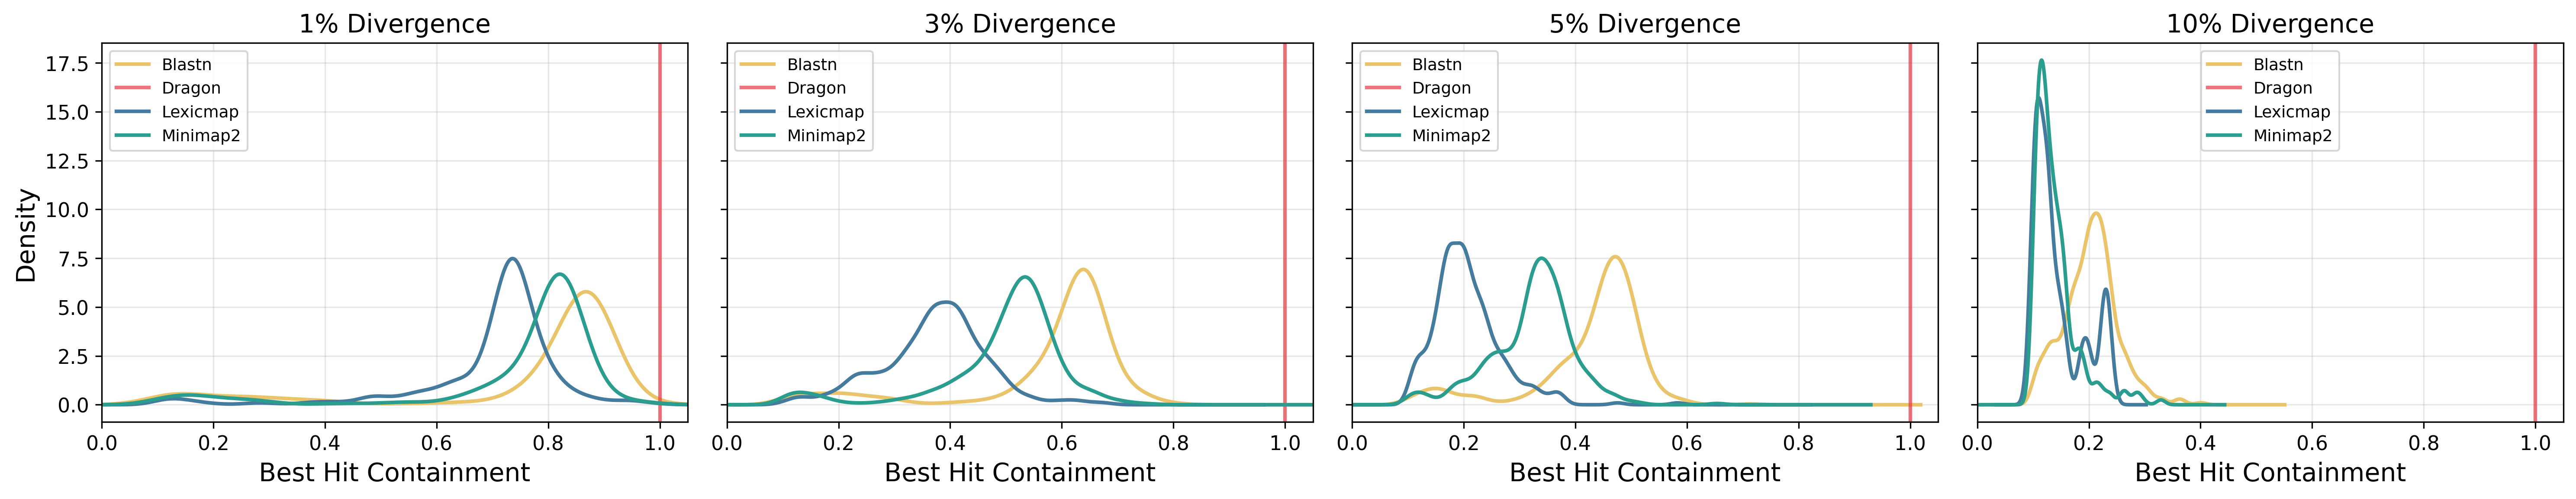 1% Divergence
17.5
15.0
12.5
10.0
7.5
5.0
2.5
0.0
Density
Blastn
Dragon
Lexicmap
Minimap2
0.0 0.2 0.4 0.6 0.8 1.0
Best Hit Containment
3% Divergence
Blastn
Dragon
Lexicmap
Minimap2
0.0 0.2 0.4 0.6 0.8 1.0
Best Hit Containment
5% Divergence
Blastn
Dragon
Lexicmap
Minimap2
0.0 0.2 0.4 0.6 0.8 1.0
Best Hit Containment
10% Divergence
Blastn
Dragon
Lexicmap
Minimap2
0.0 0.2 0.4 0.6 0.8 1.0
Best Hit Containment